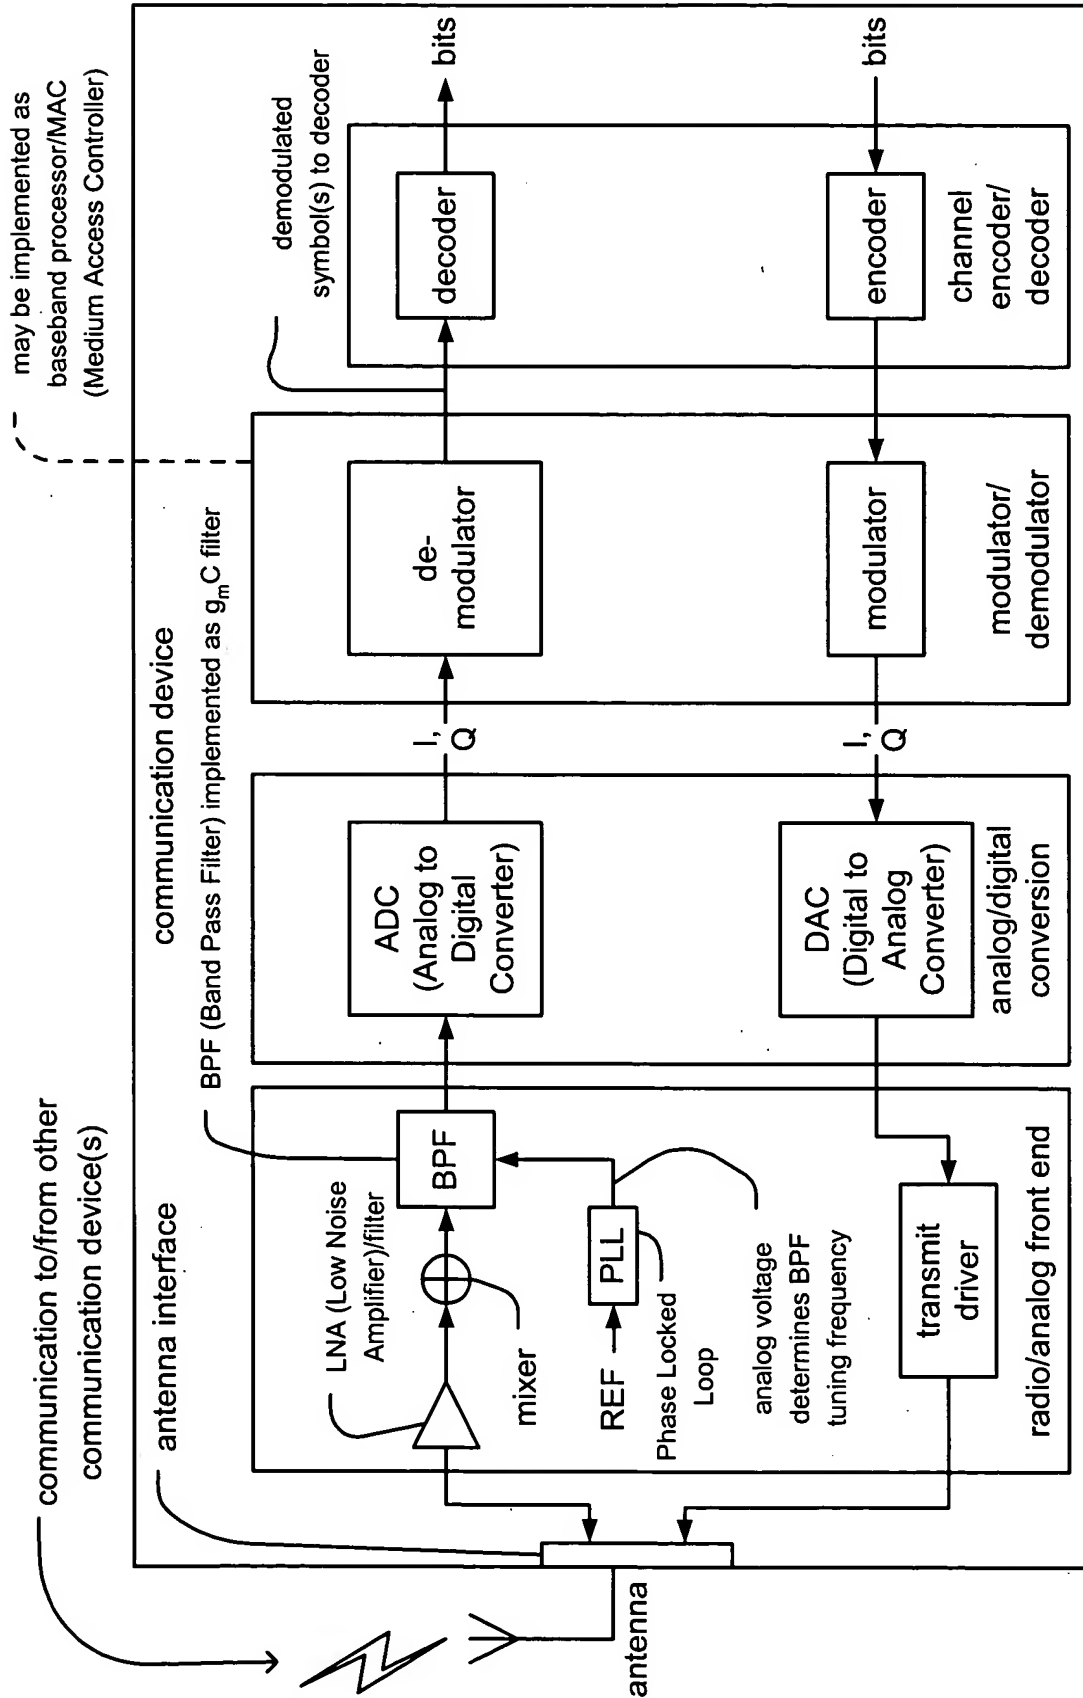 communication to/from other
communication device(s)
antenna interface
antenna
communication device
BPF (Band Pass Filter) implemented as gmC filter
may be implemented as
baseband processor/MAC
(Medium Access Controller)
LNA (Low Noise
Amplifier)/filter
mixer
BPF
REF
PLL
Phase Locked
Loop
analog voltage
determines BPF
tuning frequency
transmit
driver
radio/analog front end
ADC
(Analog to
Digital
Converter)
DAC
(Digital to
Analog
Converter)
analog/digital
conversion
I,
Q
I,
Q
de-
modulator
modulator
modulator/
demodulator
demodulated
symbol(s) to decoder
decoder
encoder
channel
encoder/
decoder
bits
bits